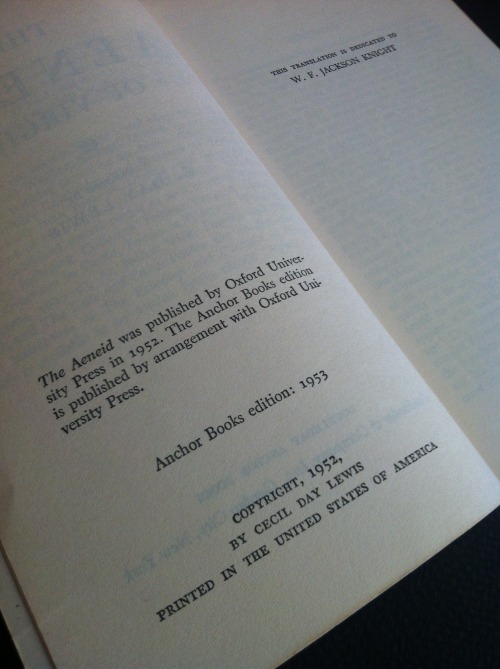 The Aeneid was published by Oxford Univer-
sity Press in 1952. The Anchor Books edition
is published by arrangement with Oxford Uni-
versity Press.
Anchor Books edition: 1953
COPYRIGHT, 1952,
BY CECIL DAY LEWIS
PRINTED IN THE UNITED STATES OF AMERICA
THIS TRANSLATION IS DEDICATED TO
W. F. JACKSON KNIGHT